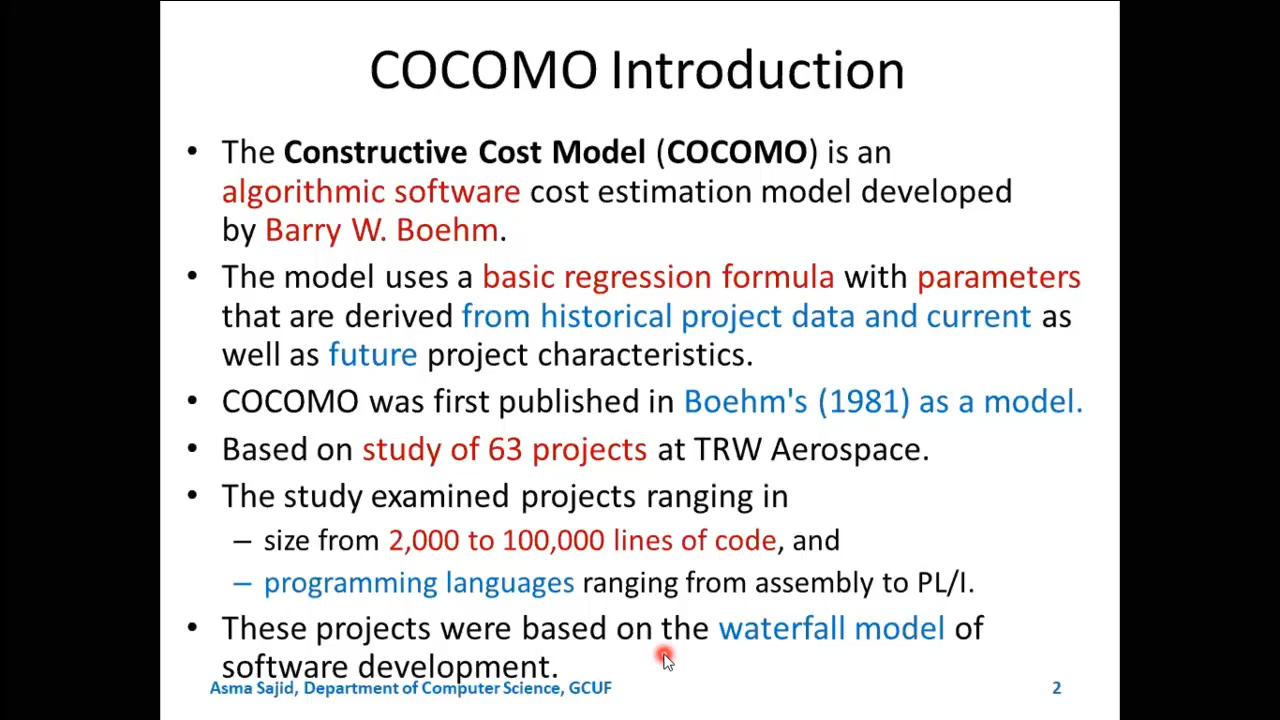 COCOMO Introduction
• The Constructive Cost Model (COCOMO) is an
algorithmic software cost estimation model developed
by Barry W. Boehm.
• The model uses a basic regression formula with parameters
that are derived from historical project data and current as
well as future project characteristics.
• COCOMO was first published in Boehm's (1981) as a model.
• Based on study of 63 projects at TRW Aerospace.
• The study examined projects ranging in
– size from 2,000 to 100,000 lines of code, and
– programming languages ranging from assembly to PL/I.
• These projects were based on the waterfall model of
software development.
Asma Sajid, Department of Computer Science, GCUF 2